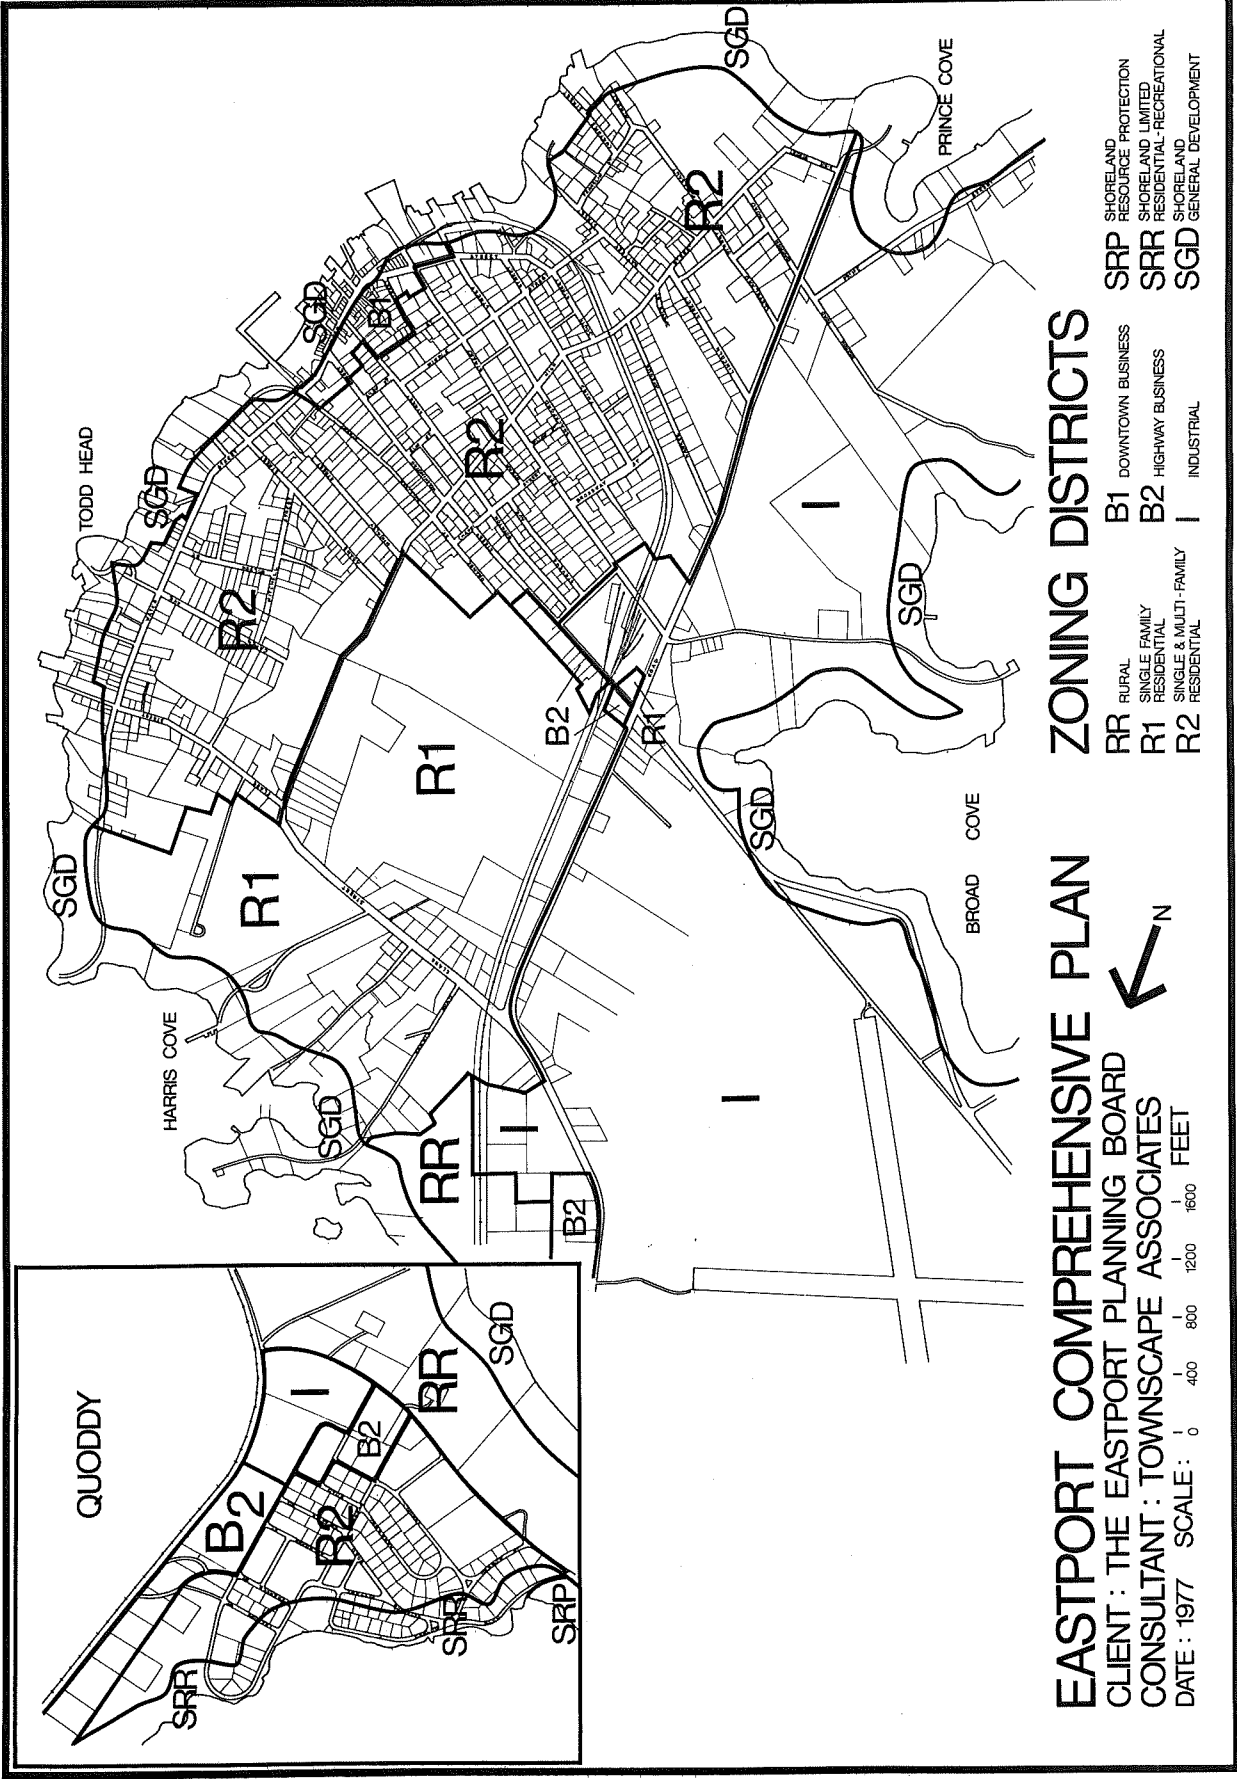 QUODDY
B2
I
B2
R2
RR
SGD
SRR
SRR
SRP
TODD HEAD
HARRIS COVE
PRINCE COVE
BROAD COVE
SGD
SGD
SGD
SGD
SGD
SGD
SGD
R2
R2
R2
B1
R1
R1
R1
B2
B2
RR
I
I
I
EASTPORT COMPREHENSIVE PLAN
CLIENT : THE EASTPORT PLANNING BOARD
CONSULTANT : TOWNSCAPE ASSOCIATES
DATE : 1977 SCALE : 0 400 800 1200 1600 FEET
N
ZONING DISTRICTS
RR RURAL
R1 SINGLE FAMILY
RESIDENTIAL
R2 SINGLE & MULTI-FAMILY
RESIDENTIAL
B1 DOWNTOWN BUSINESS
B2 HIGHWAY BUSINESS
I INDUSTRIAL
SRP SHORELAND
RESOURCE PROTECTION
SRR SHORELAND LIMITED
RESIDENTIAL-RECREATIONAL
SGD SHORELAND
GENERAL DEVELOPMENT